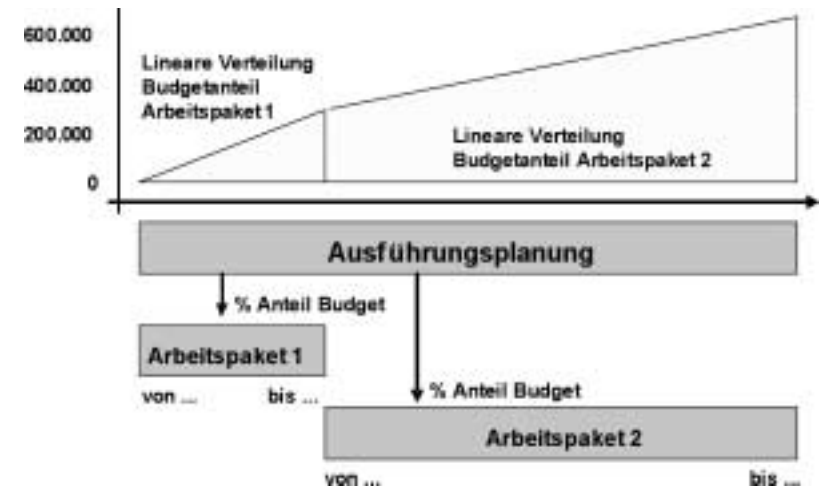 600.000
Lineare Verteilung
Budgetanteil
Arbeitspaket 1
400.000
200.000
Lineare Verteilung
Budgetanteil Arbeitspaket 2
0
Ausführungsplanung
% Anteil Budget
Arbeitspaket 1
von ...
bis ...
% Anteil Budget
Arbeitspaket 2
von ...
bis ...